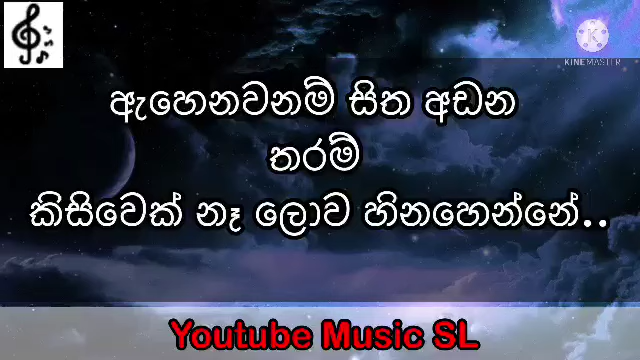 KINEMASTER
ඇහෙනවනම් සිත අඩන
තරම්
කිසිවෙක් නෑ ලොව හිනහෙන්නේ..
Youtube Music SL